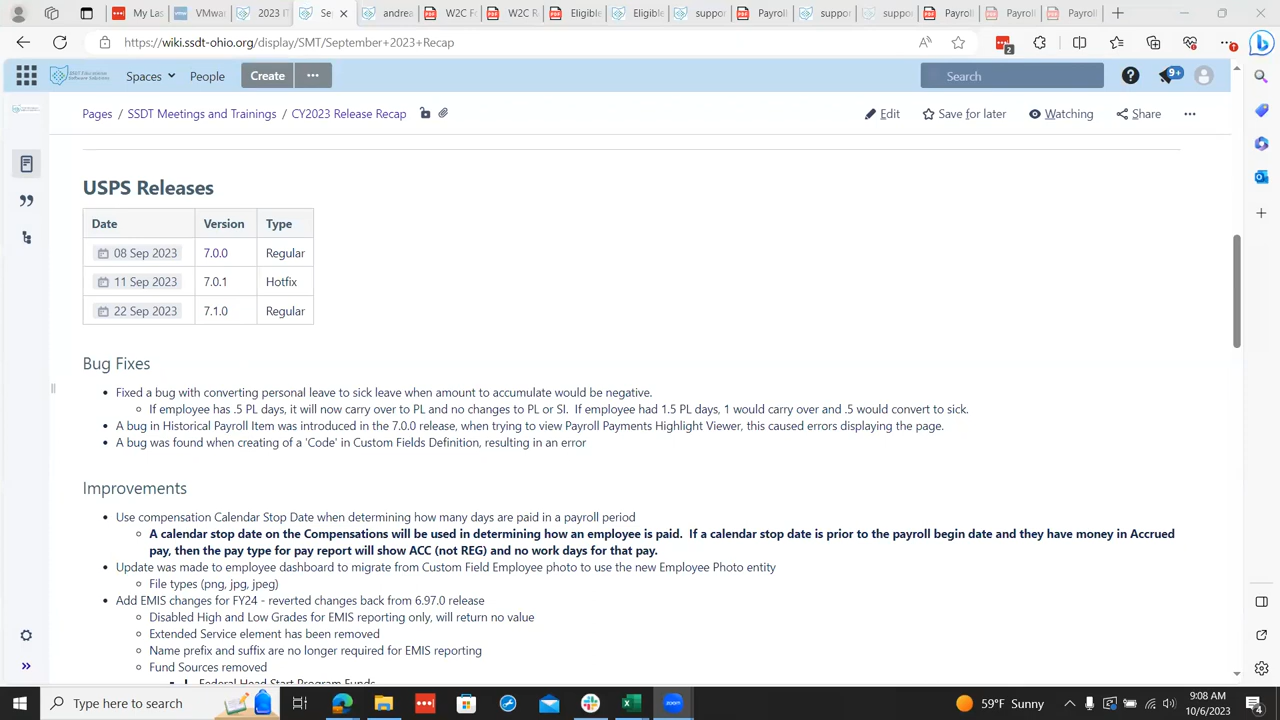 My Las
VMwar
2023 IT
Se
andrea
W2C F
W2C R
Eligible
Eligible
suppor
Payroll
suppor
suppor
Payroll
Payroll
Payroll
https://wiki.ssdt-ohio.org/display/SMT/September+2023+Recap
2
Spaces People Create
Search
9+
Pages / SSDT Meetings and Trainings / CY2023 Release Recap
Edit Save for later Watching Share
USPS Releases
Date Version Type
08 Sep 2023 7.0.0 Regular
11 Sep 2023 7.0.1 Hotfix
22 Sep 2023 7.1.0 Regular
Bug Fixes
Fixed a bug with converting personal leave to sick leave when amount to accumulate would be negative.
If employee has .5 PL days, it will now carry over to PL and no changes to PL or SI.  If employee had 1.5 PL days, 1 would carry over and .5 would convert to sick.
A bug in Historical Payroll Item was introduced in the 7.0.0 release, when trying to view Payroll Payments Highlight Viewer, this caused errors displaying the page.
A bug was found when creating of a 'Code' in Custom Fields Definition, resulting in an error
Improvements
Use compensation Calendar Stop Date when determining how many days are paid in a payroll period
A calendar stop date on the Compensations will be used in determining how an employee is paid.  If a calendar stop date is prior to the payroll begin date and they have money in Accrued
pay, then the pay type for pay report will show ACC (not REG) and no work days for that pay.
Update was made to employee dashboard to migrate from Custom Field Employee photo to use the new Employee Photo entity
File types (png, jpg, jpeg)
Add EMIS changes for FY24 - reverted changes back from 6.97.0 release
Disabled High and Low Grades for EMIS reporting only, will return no value
Extended Service element has been removed
Name prefix and suffix are no longer required for EMIS reporting
Fund Sources removed
L Federal Head Start Program Funds
Type here to search
zoom
59°F Sunny
9:08 AM
10/6/2023
4